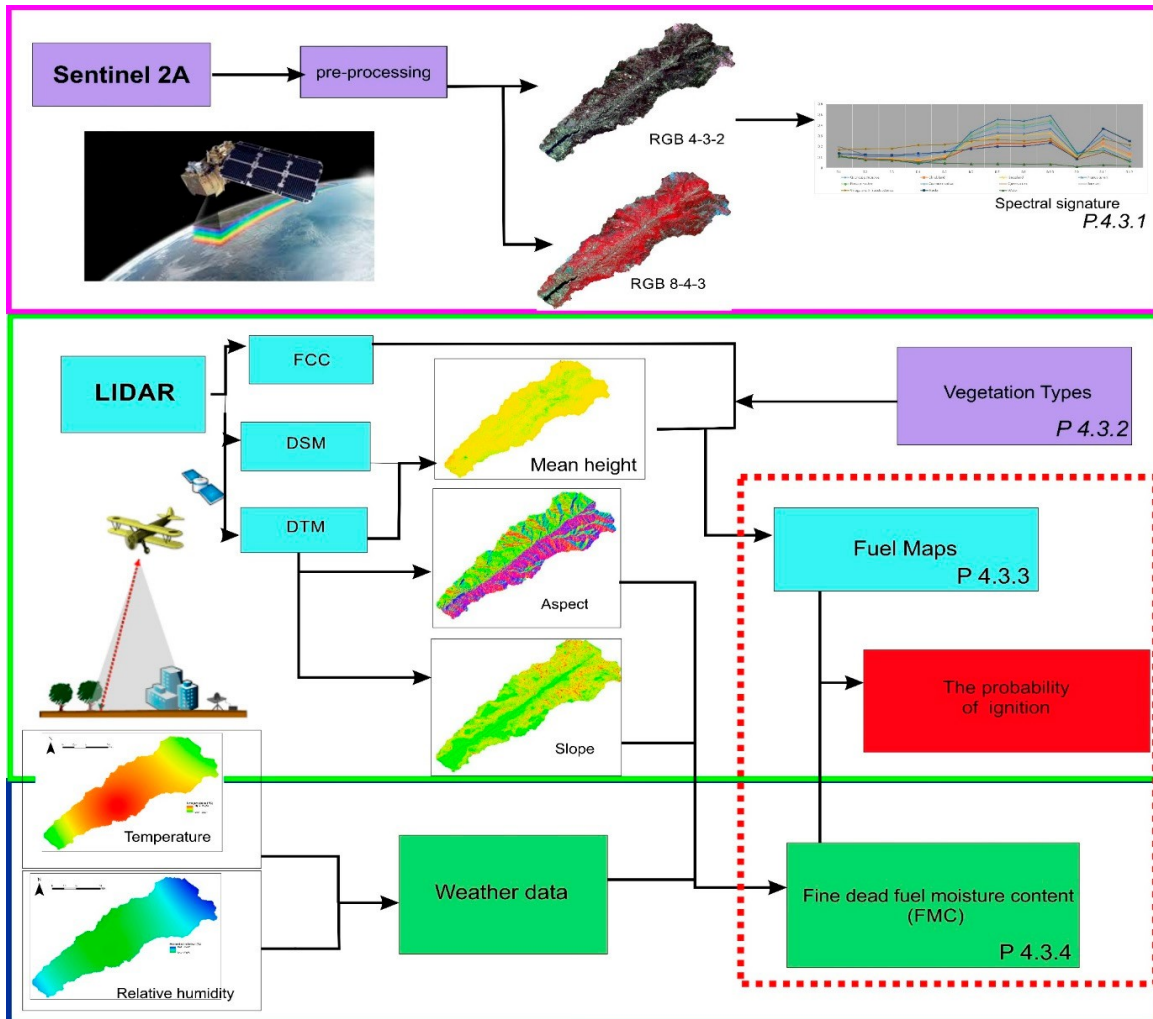 Sentinel 2A
pre-processing
RGB 4-3-2
Spectral signature
P.4.3.1
RGB 8-4-3
LIDAR
FCC
DSM
DTM
Mean height
Vegetation Types
P 4.3.2
Aspect
Fuel Maps
P 4.3.3
Slope
The probability
of ignition
Temperature
Weather data
Relative humidity
Fine dead fuel moisture content
(FMC)
P 4.3.4